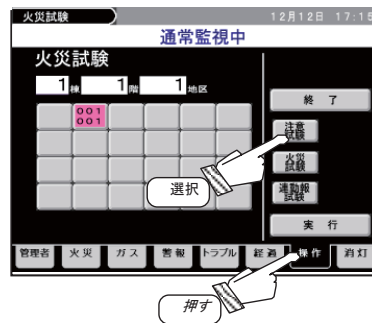 火災試験 12月12日 17:15
通常監視中
火災試験
1棟 1階 1地区
001
001
終 了
注意
試験
火災
試験
選択
連動報
試験
実 行
管理者 火災 ガス 警報 トラブル 経過 操作 消灯
押す